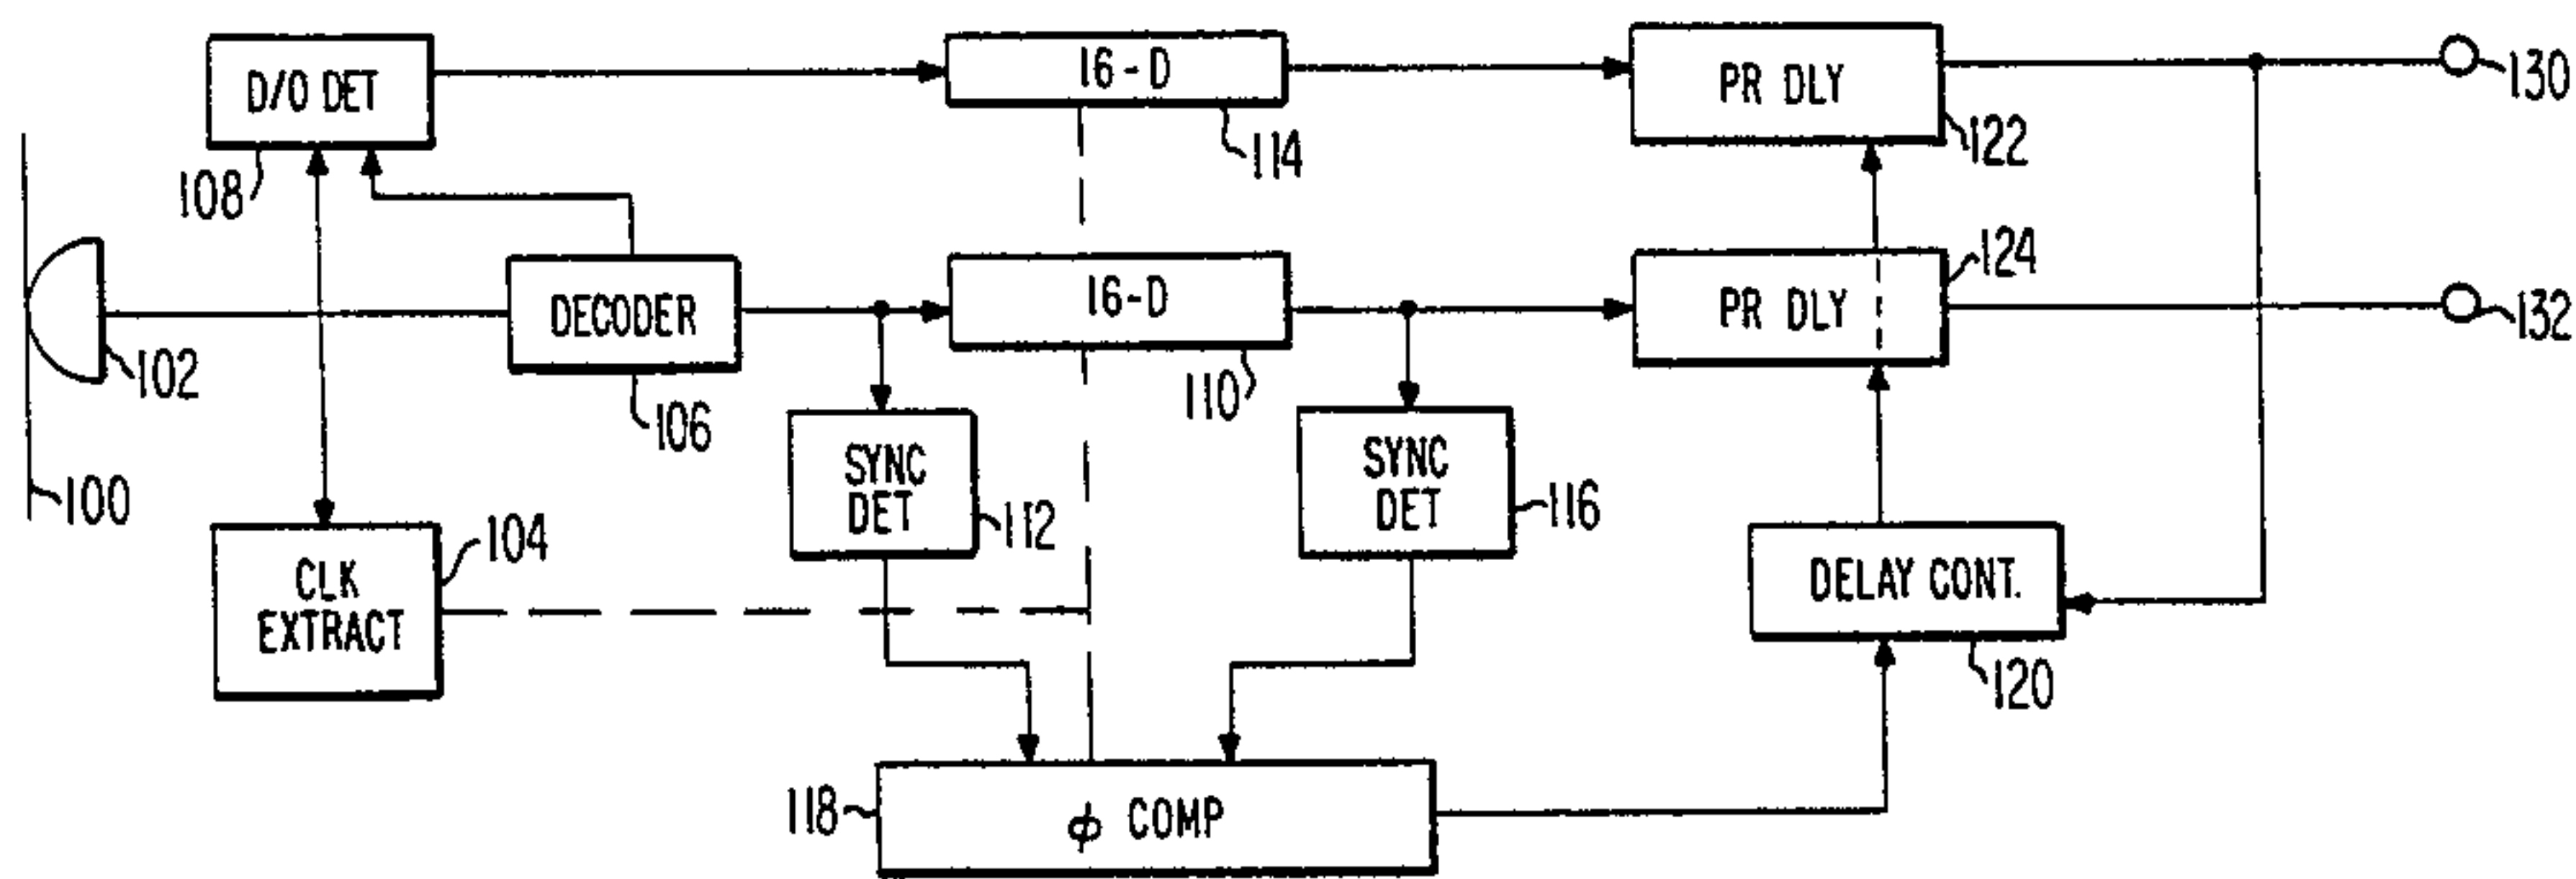 D/O DET
16-D
PR DLY
130
108
114
122
DECODER
16-D
PR DLY
124
132
102
106
110
100
CLK
EXTRACT
104
SYNC
DET
112
SYNC
DET
116
DELAY CONT.
120
118
ϕ COMP